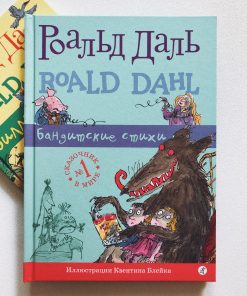 Роальд Даль
ROALD DAHL
бандитские стихи
СКАЗОЧНИК
№1
В МИРЕ
Иллюстрации Квентина Блейка